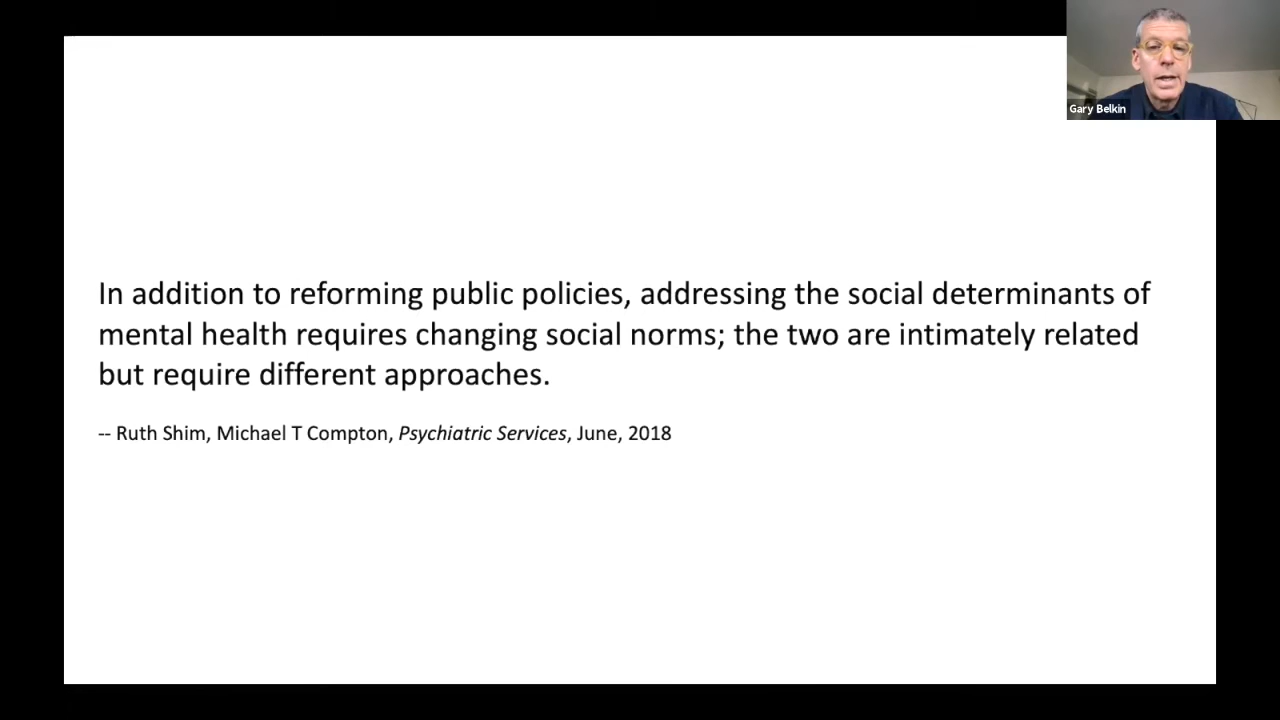 Gary Belkin
In addition to reforming public policies, addressing the social determinants of
mental health requires changing social norms; the two are intimately related
but require different approaches.
-- Ruth Shim, Michael T Compton, Psychiatric Services, June, 2018